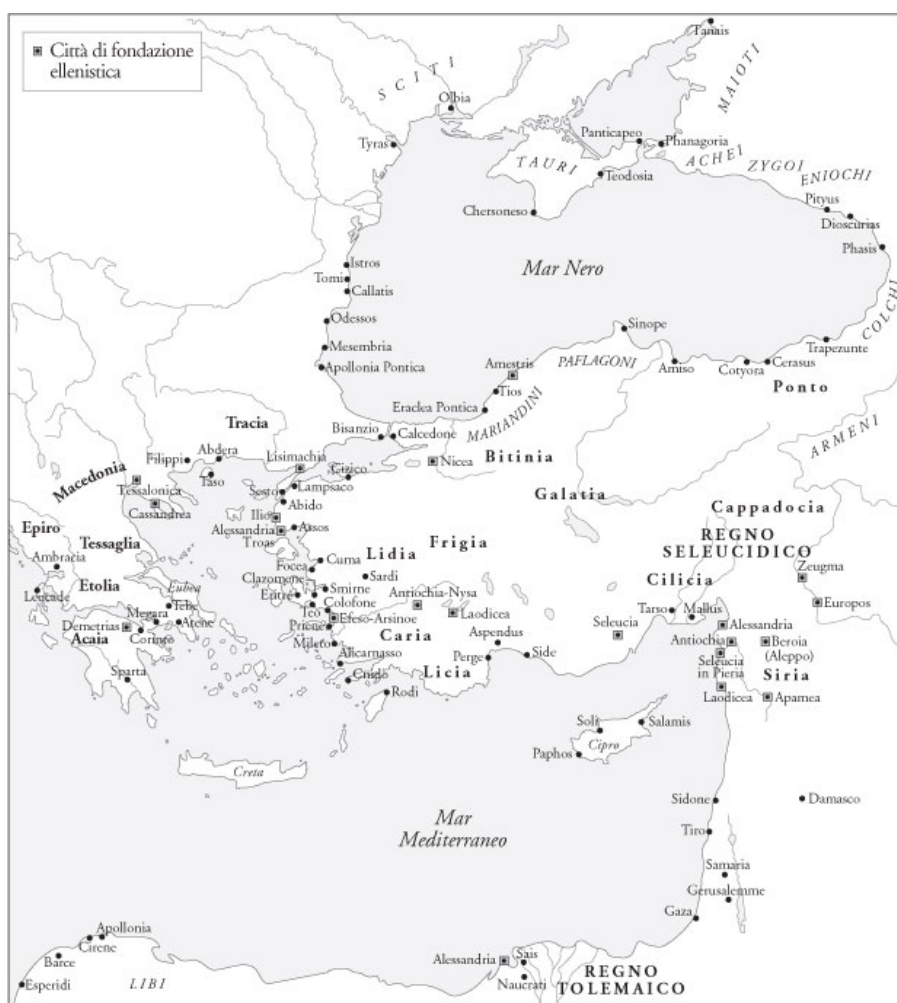 Città di fondazione
ellenistica
Tanais
SCITI
MAIOTI
Olbia
Tyras
Panticapeo
Phanagoria
TAURI
ACHEI
ZYGOI
ENIOCHI
Teodosia
Chersoneso
Pityus
Dioscurias
Phasis
Istros
Tomi
Callatis
Mar Nero
COLCHI
Odessos
Sinope
Mesembria
Trapezunte
Apollonia Pontica
Amestris
PAFLAGONI
Amiso
Cotyora
Cerasus
Tios
Ponto
Eraclea Pontica
MARIANDINI
Tracia
Bisanzio
Calcedone
ARMENI
Filippi
Abdera
Lisimachia
Nicea
Bitinia
Macedonia
Taso
Cizico
Tessalonica
Sesto
Lampsaco
Galatia
Cappadocia
Cassandrea
Abido
Ilio
Epiro
Alessandria
Troas
Assos
REGNO
SELEUCIDICO
Tessaglia
Frigia
Ambracia
Cuma
Lidia
Zeugma
Etolia
Focea
Sardi
Cilicia
Eubea
Clazomene
Smirne
Antiochia-Nysa
Europos
Leucade
Eritre
Colofone
Laodicea
Tarso
Mallus
Megara
Tebe
Teo
Efeso-Arsinoe
Seleucia
Alessandria
Demetrias
Atene
Priene
Caria
Aspendus
Antiochia
Beroia
(Aleppo)
Acaia
Corinto
Mileto
Side
Seleucia
in Pieria
Alicarnasso
Perge
Siria
Sparta
Cnido
Licia
Laodicea
Apamea
Rodi
Soli
Salamis
Cipro
Paphos
Creta
Sidone
Damasco
Mar
Mediterraneo
Tiro
Samaria
Gerusalemme
Gaza
Apollonia
Cirene
Barce
Alessandria
Sais
Esperidi
LIBI
Naucrati
REGNO
TOLEMAICO